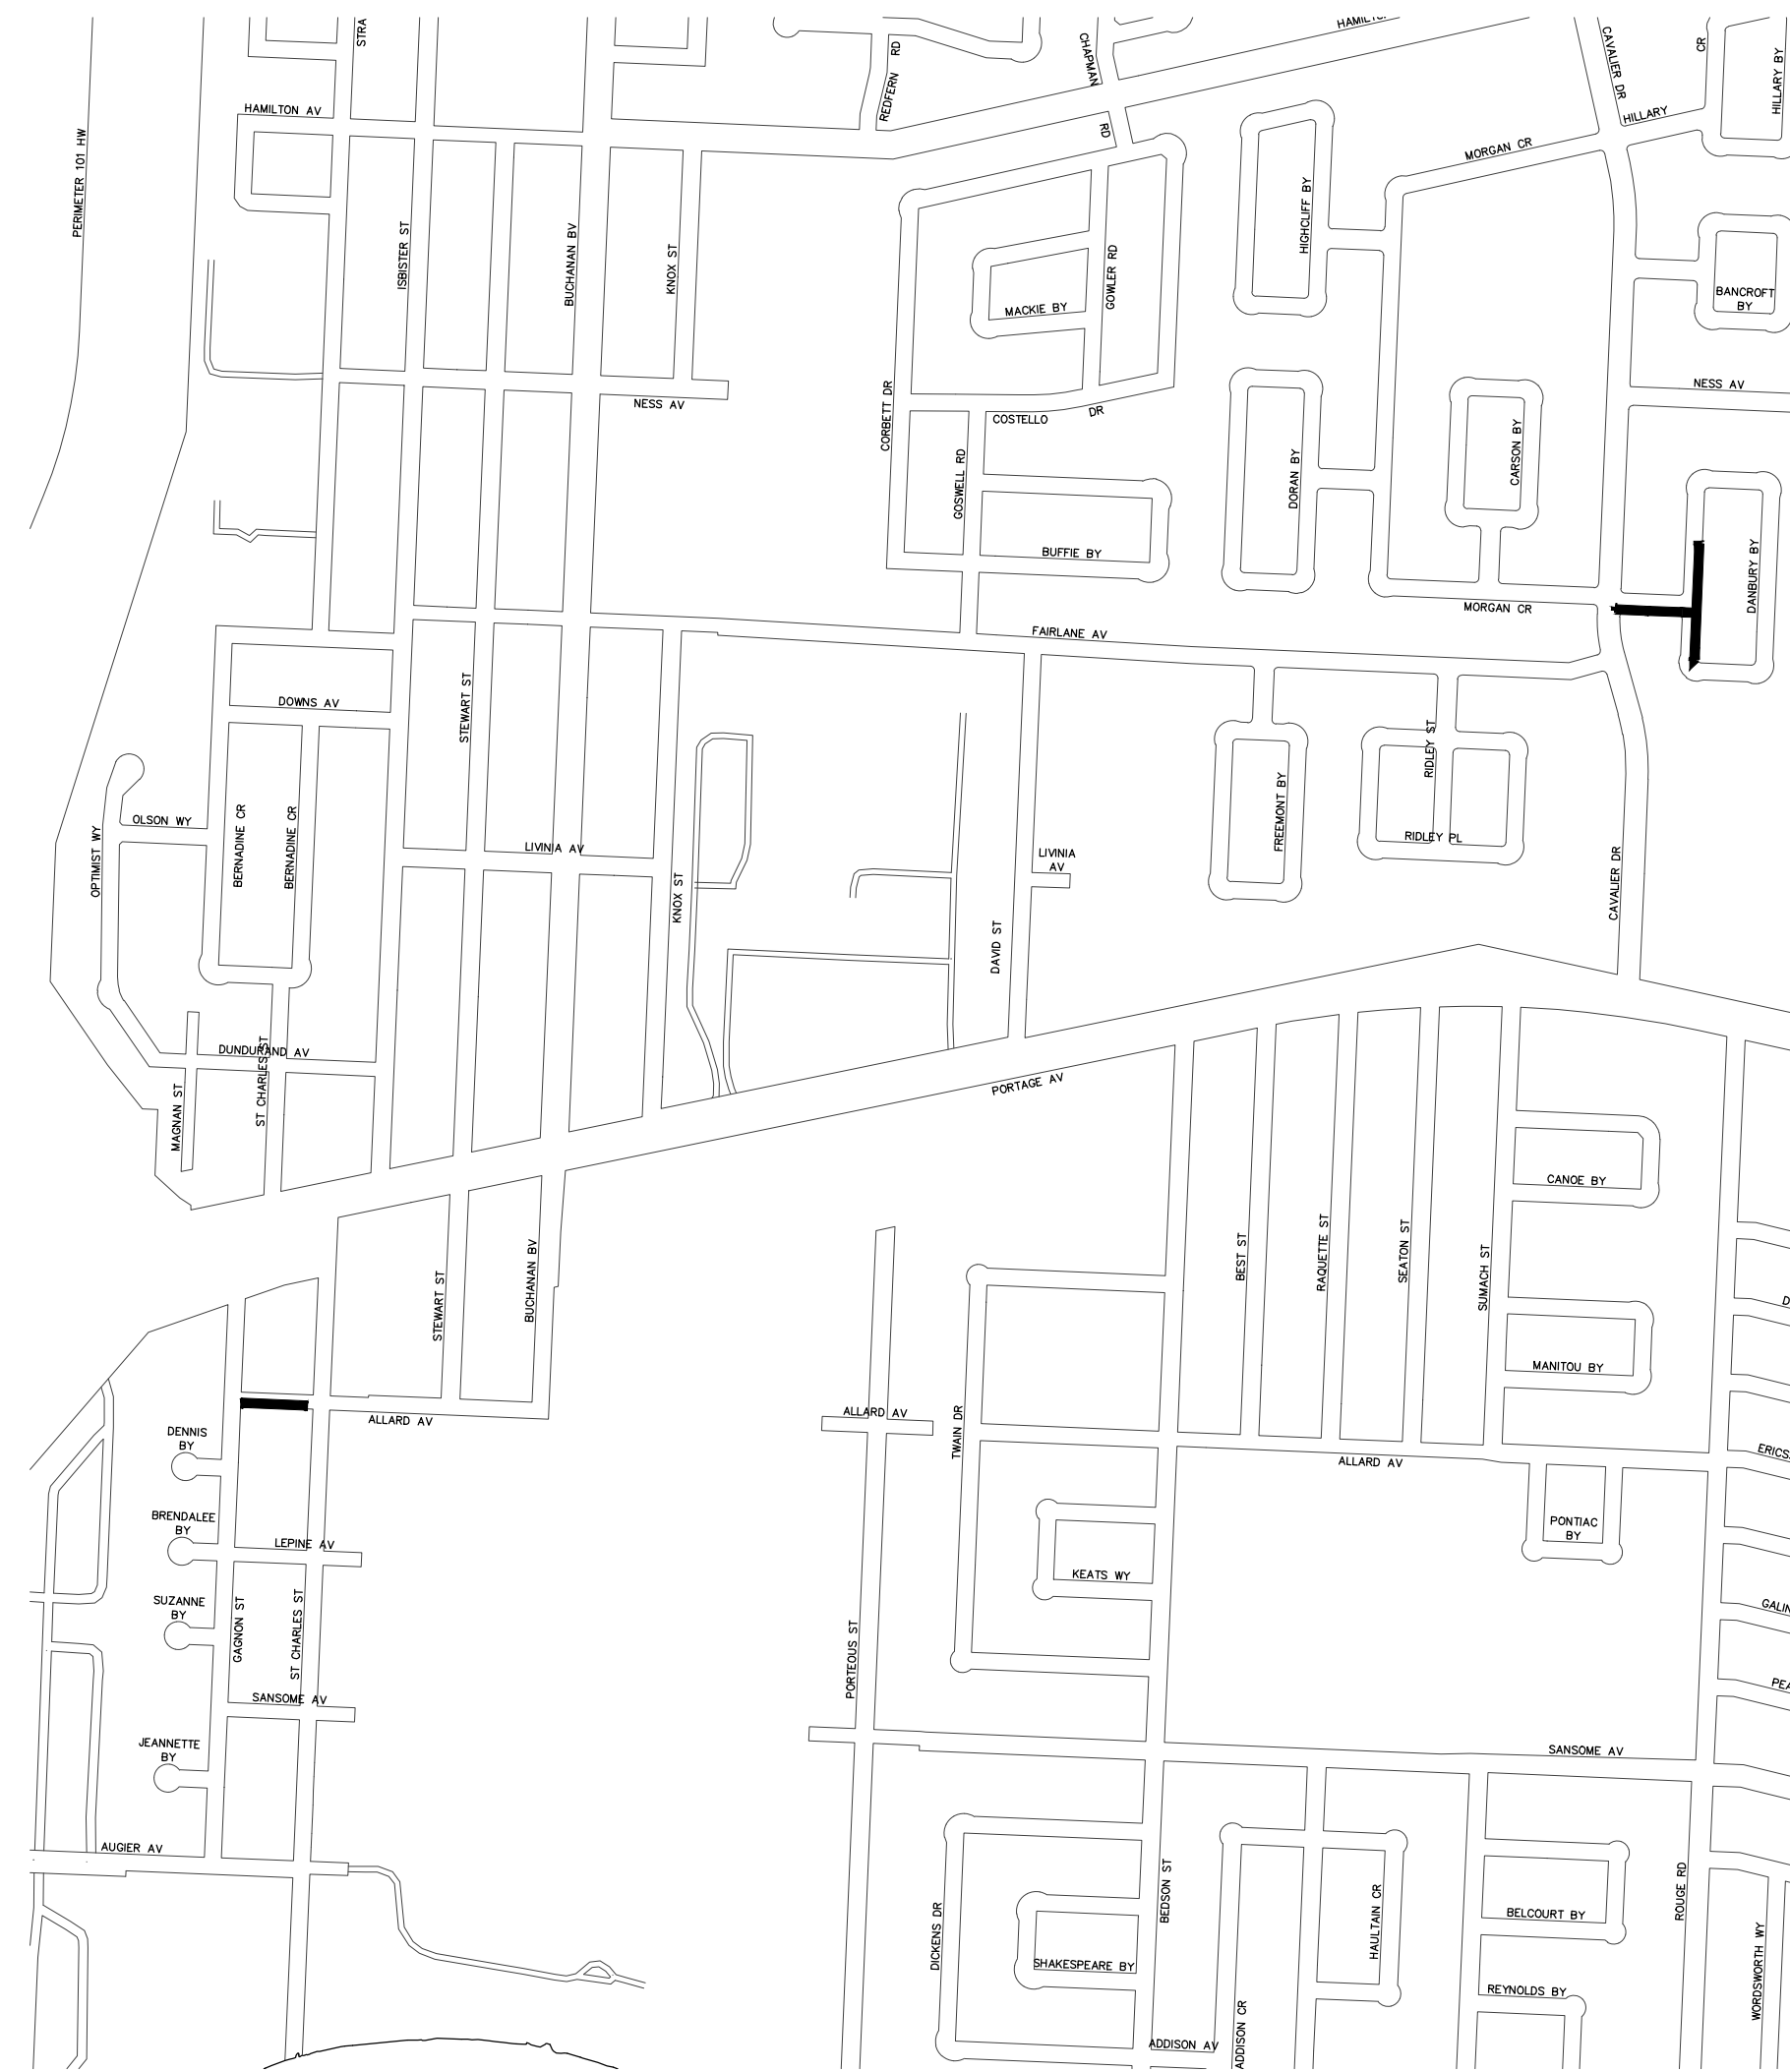 STRA
HAMILTON AV
PERIMETER 101 HW
REDFERN RD
CHAPMAN
RD
CAVALIER DR
CR
HILLARY
HILLARY BY
MORGAN CR
ISBISTER ST
BUCHANAN BV
KNOX ST
HIGHCLIFF BY
GOWLER RD
MACKIE BY
BANCROFT
BY
NESS AV
NESS AV
CORBETT DR
COSTELLO DR
GOSWELL RD
DORAN BY
CARSON BY
BUFFIE BY
DANBURY BY
MORGAN CR
FAIRLANE AV
DOWNS AV
STEWART ST
RIDLEY ST
OLSON WY
OPTIMIST WY
BERNADINE CR
BERNADINE CR
LIVINIA AV
LIVINIA
AV
FREEMONT BY
RIDLEY PL
CAVALIER DR
KNOX ST
DAVID ST
DUNDURAND AV
ST CHARLES ST
MAGNAN ST
PORTAGE AV
CANOE BY
STEWART ST
BUCHANAN BV
BEST ST
RAQUETTE ST
SEATON ST
SUMACH ST
D
MANITOU BY
ALLARD AV
ALLARD AV
TWAIN DR
ALLARD AV
ERICS
DENNIS
BY
BRENDALEE
BY
LEPINE AV
PONTIAC
BY
KEATS WY
SUZANNE
BY
GAGNON ST
ST CHARLES ST
PORTEOUS ST
GALIN
SANSOME AV
PEA
JEANNETTE
BY
SANSOME AV
AUGIER AV
DICKENS DR
BEDSON ST
HAULTAIN CR
BELCOURT BY
ROUGE RD
SHAKESPEARE BY
REYNOLDS BY
WORDSWORTH WY
ADDISON AV
ADDISON CR